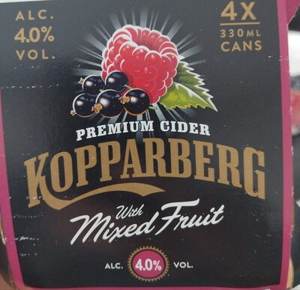 ALC. 4X
4.0% 330ML
VOL. CANS
PREMIUM CIDER
KOPPARBERG
With
Mixed Fruit
ALC. 4.0% VOL.